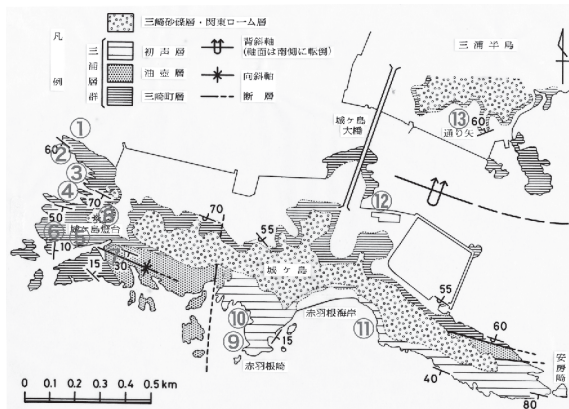 凡例
三崎砂礫層・関東ローム層
三浦層群
初声層
油壺層
三崎町層
背斜軸
(軸面は南側に転倒)
向斜軸
断層
三浦半島
城ヶ島
大橋
⑬
60
通り矢
①
60
②
③
④
70
50
⑥
城ヶ島燈台
10
15
30
70
55
⑫
城ヶ島
55
⑩
⑨
15
赤羽根海岸
赤羽根崎
⑪
60
40
80
安房崎
0 0.1 0.2 0.3 0.4 0.5 km